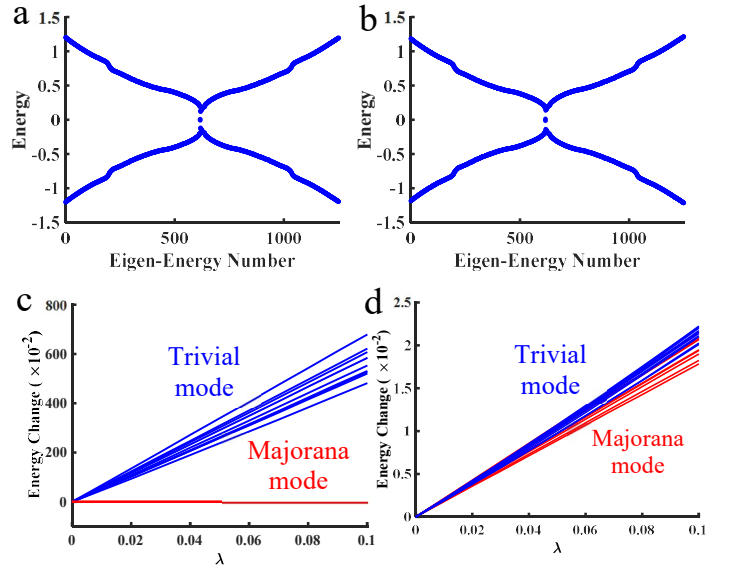 a
1.5
1
0.5
0
-0.5
-1
-1.5
Energy
0
500
1000
Eigen-Energy Number
b
1.5
1
0.5
0
-0.5
-1
-1.5
Energy
0
500
1000
Eigen-Energy Number
c
800
600
400
200
0
Energy Change ( ×10⁻²)
Trivial
mode
Majorana
mode
0
0.02
0.04
0.06
0.08
0.1
λ
d
2.5
2
1.5
1
0.5
0
Energy Change ( ×10⁻²)
Trivial
mode
Majorana
mode
0
0.02
0.04
0.06
0.08
0.1
λ